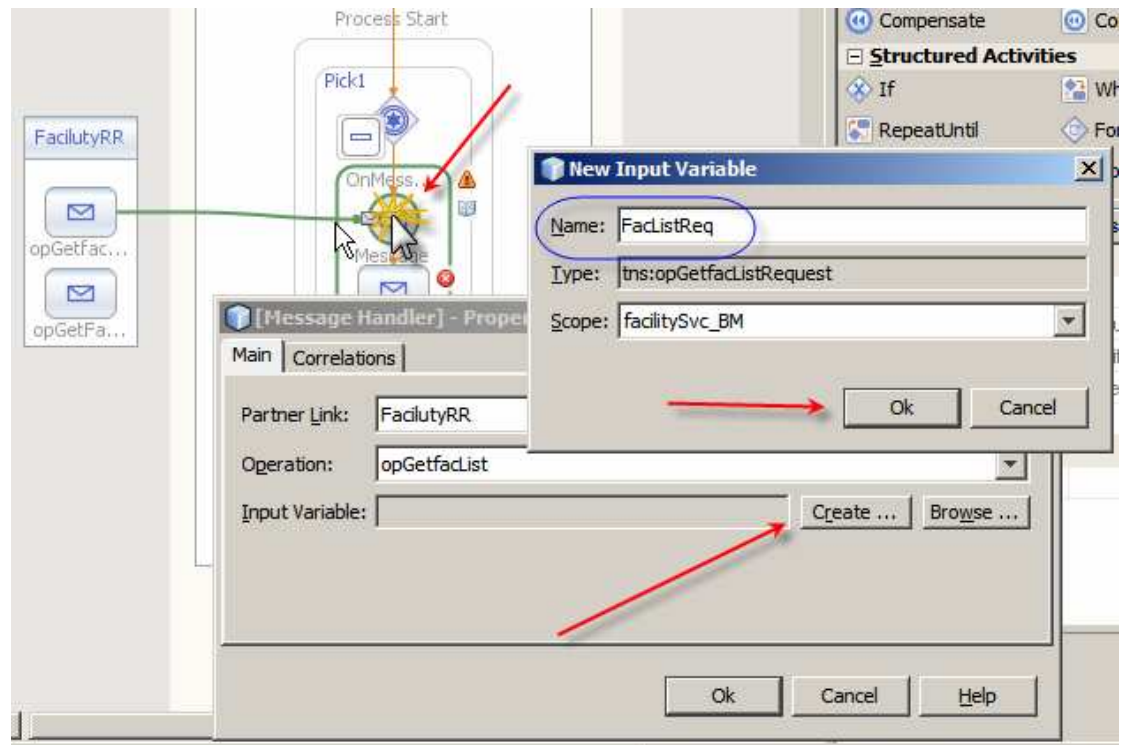 Process Start
Pick1
FacilutyRR
OnMess...
Message
opGetfac...
opGetFa...
Compensate
Co
Structured Activities
If
Wh
RepeatUntil
For
New Input Variable
Name: FacListReq
Type: tns:opGetfacListRequest
Scope: facilitySvc_BM
Ok Cancel
[Message Handler] - Proper
Main Correlations
Partner Link: FacilutyRR
Operation: opGetfacList
Input Variable: Create ... Browse ...
Ok Cancel Help